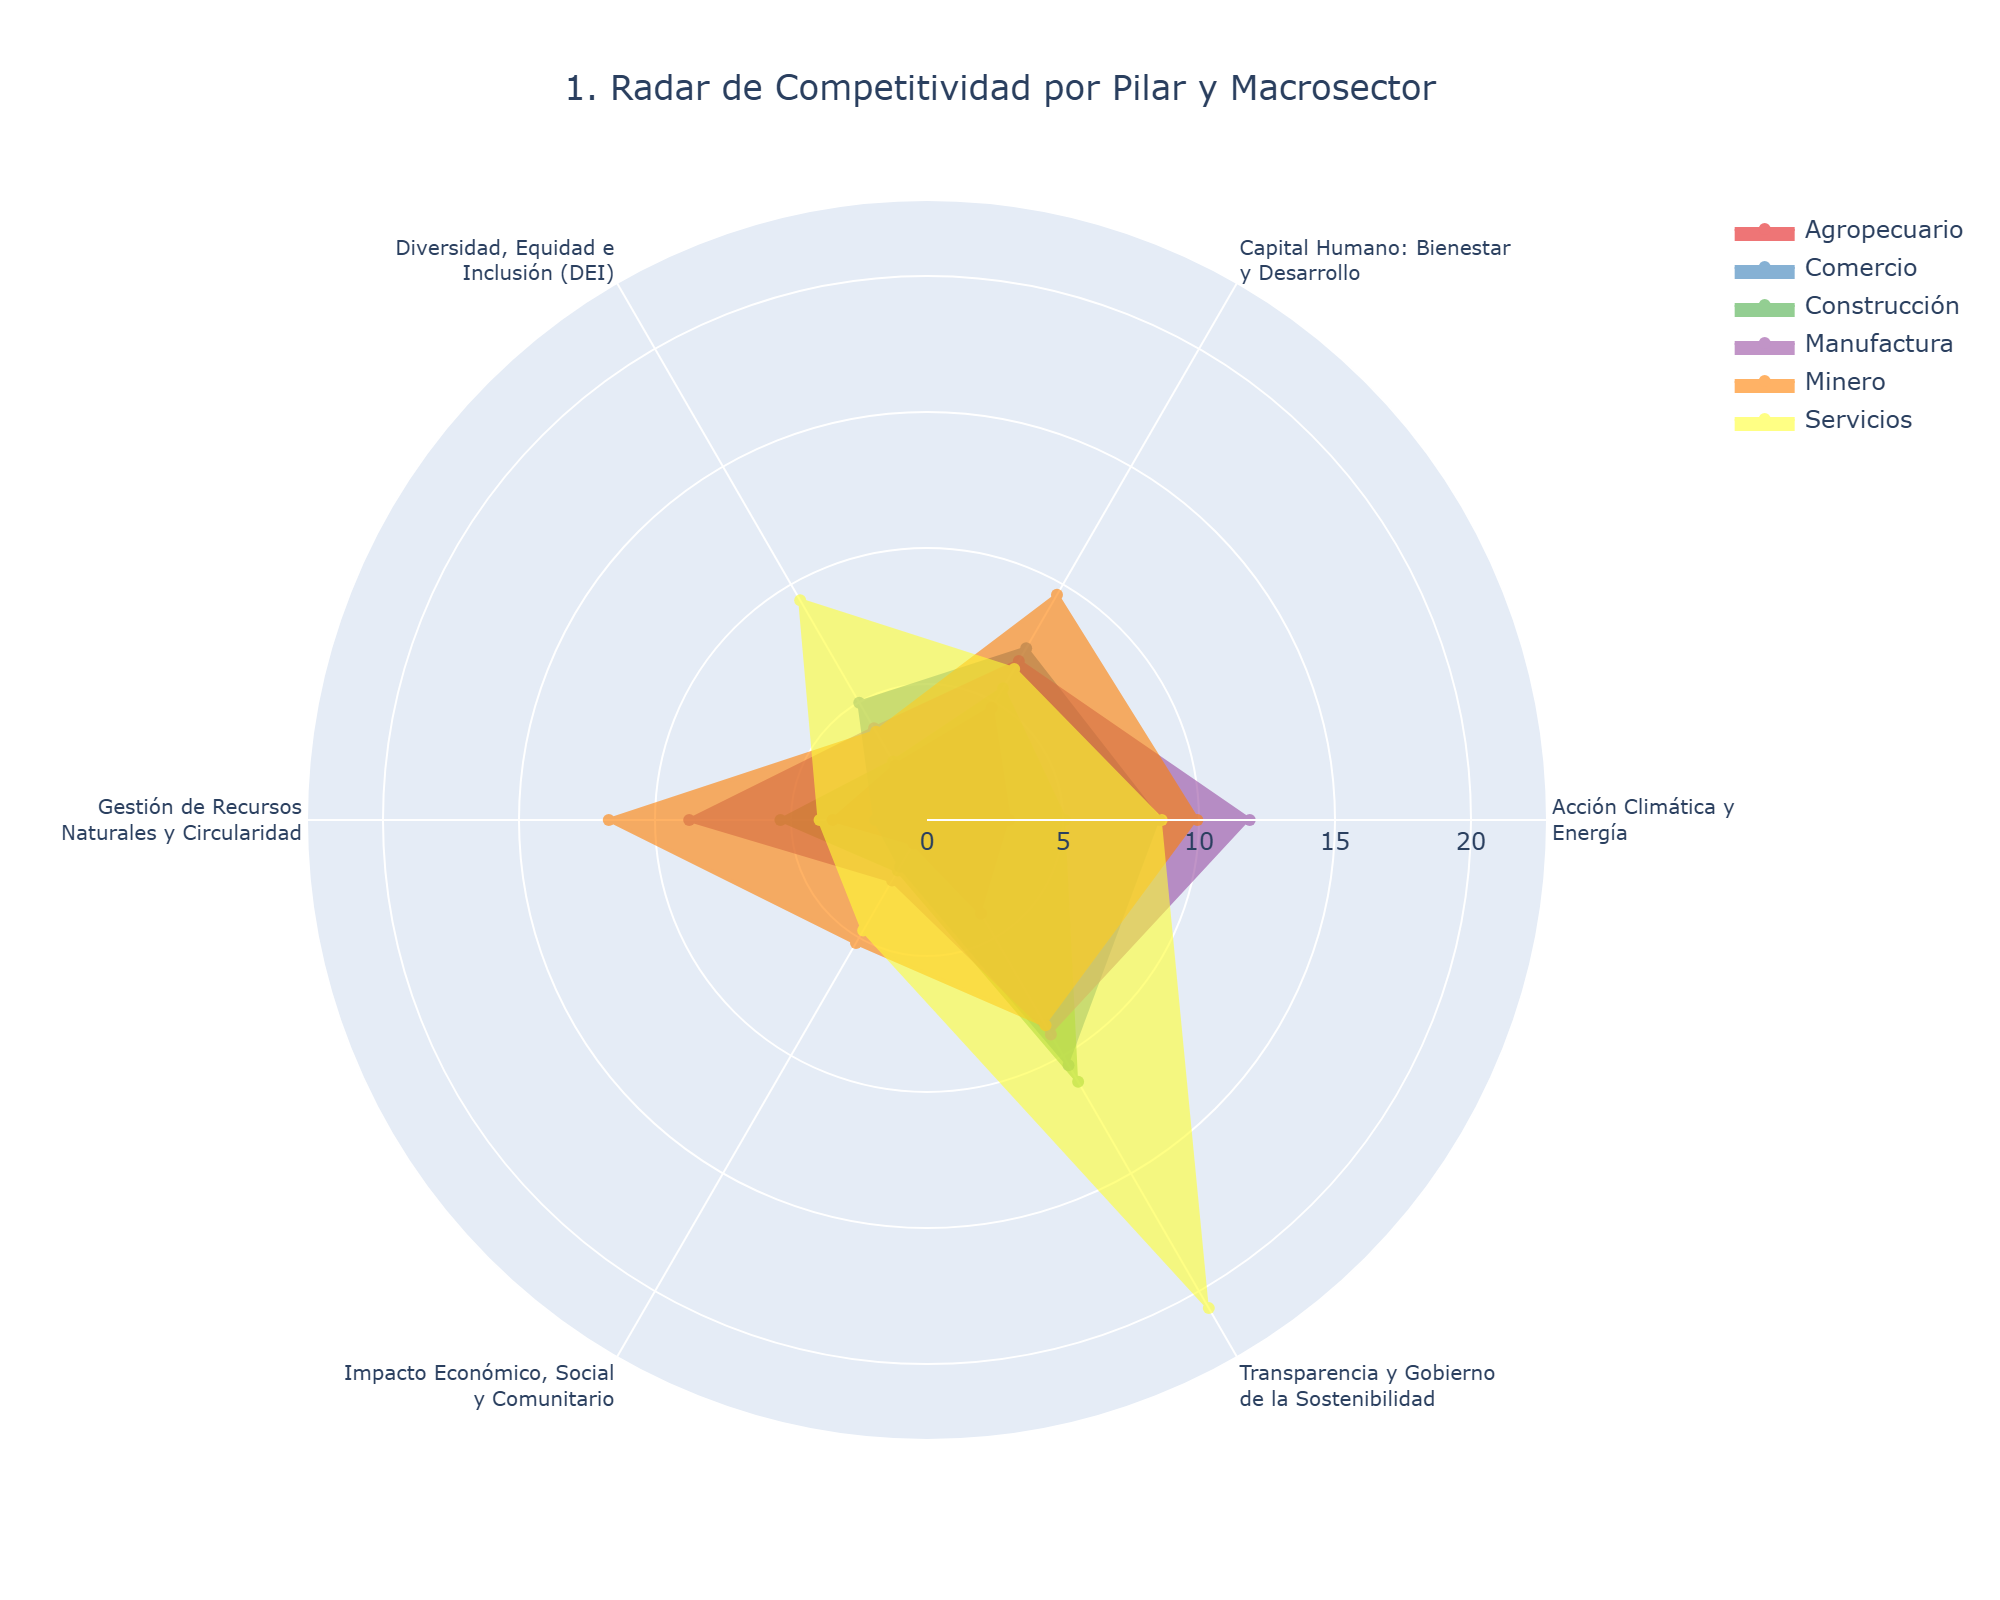 1. Radar de Competitividad por Pilar y Macrosector
Agropecuario
Comercio
Construcción
Manufactura
Minero
Servicios
Diversidad, Equidad e
Inclusión (DEI)
Capital Humano: Bienestar
y Desarrollo
Gestión de Recursos
Naturales y Circularidad
Acción Climática y
Energía
0 5 10 15 20
Impacto Económico, Social
y Comunitario
Transparencia y Gobierno
de la Sostenibilidad